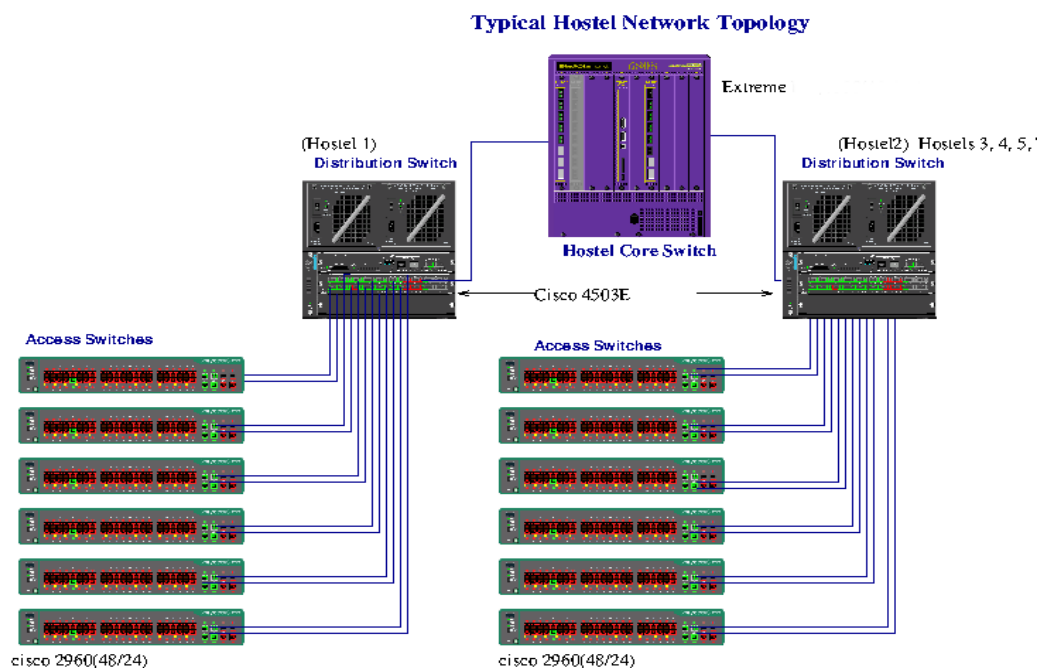 Typical Hostel Network Topology
Extreme
(Hostel 1)
Distribution Switch
(Hostel2) Hostels 3, 4, 5,
Distribution Switch
Hostel Core Switch
Cisco 4503E
Access Switches
Access Switches
cisco 2960(48/24)
cisco 2960(48/24)